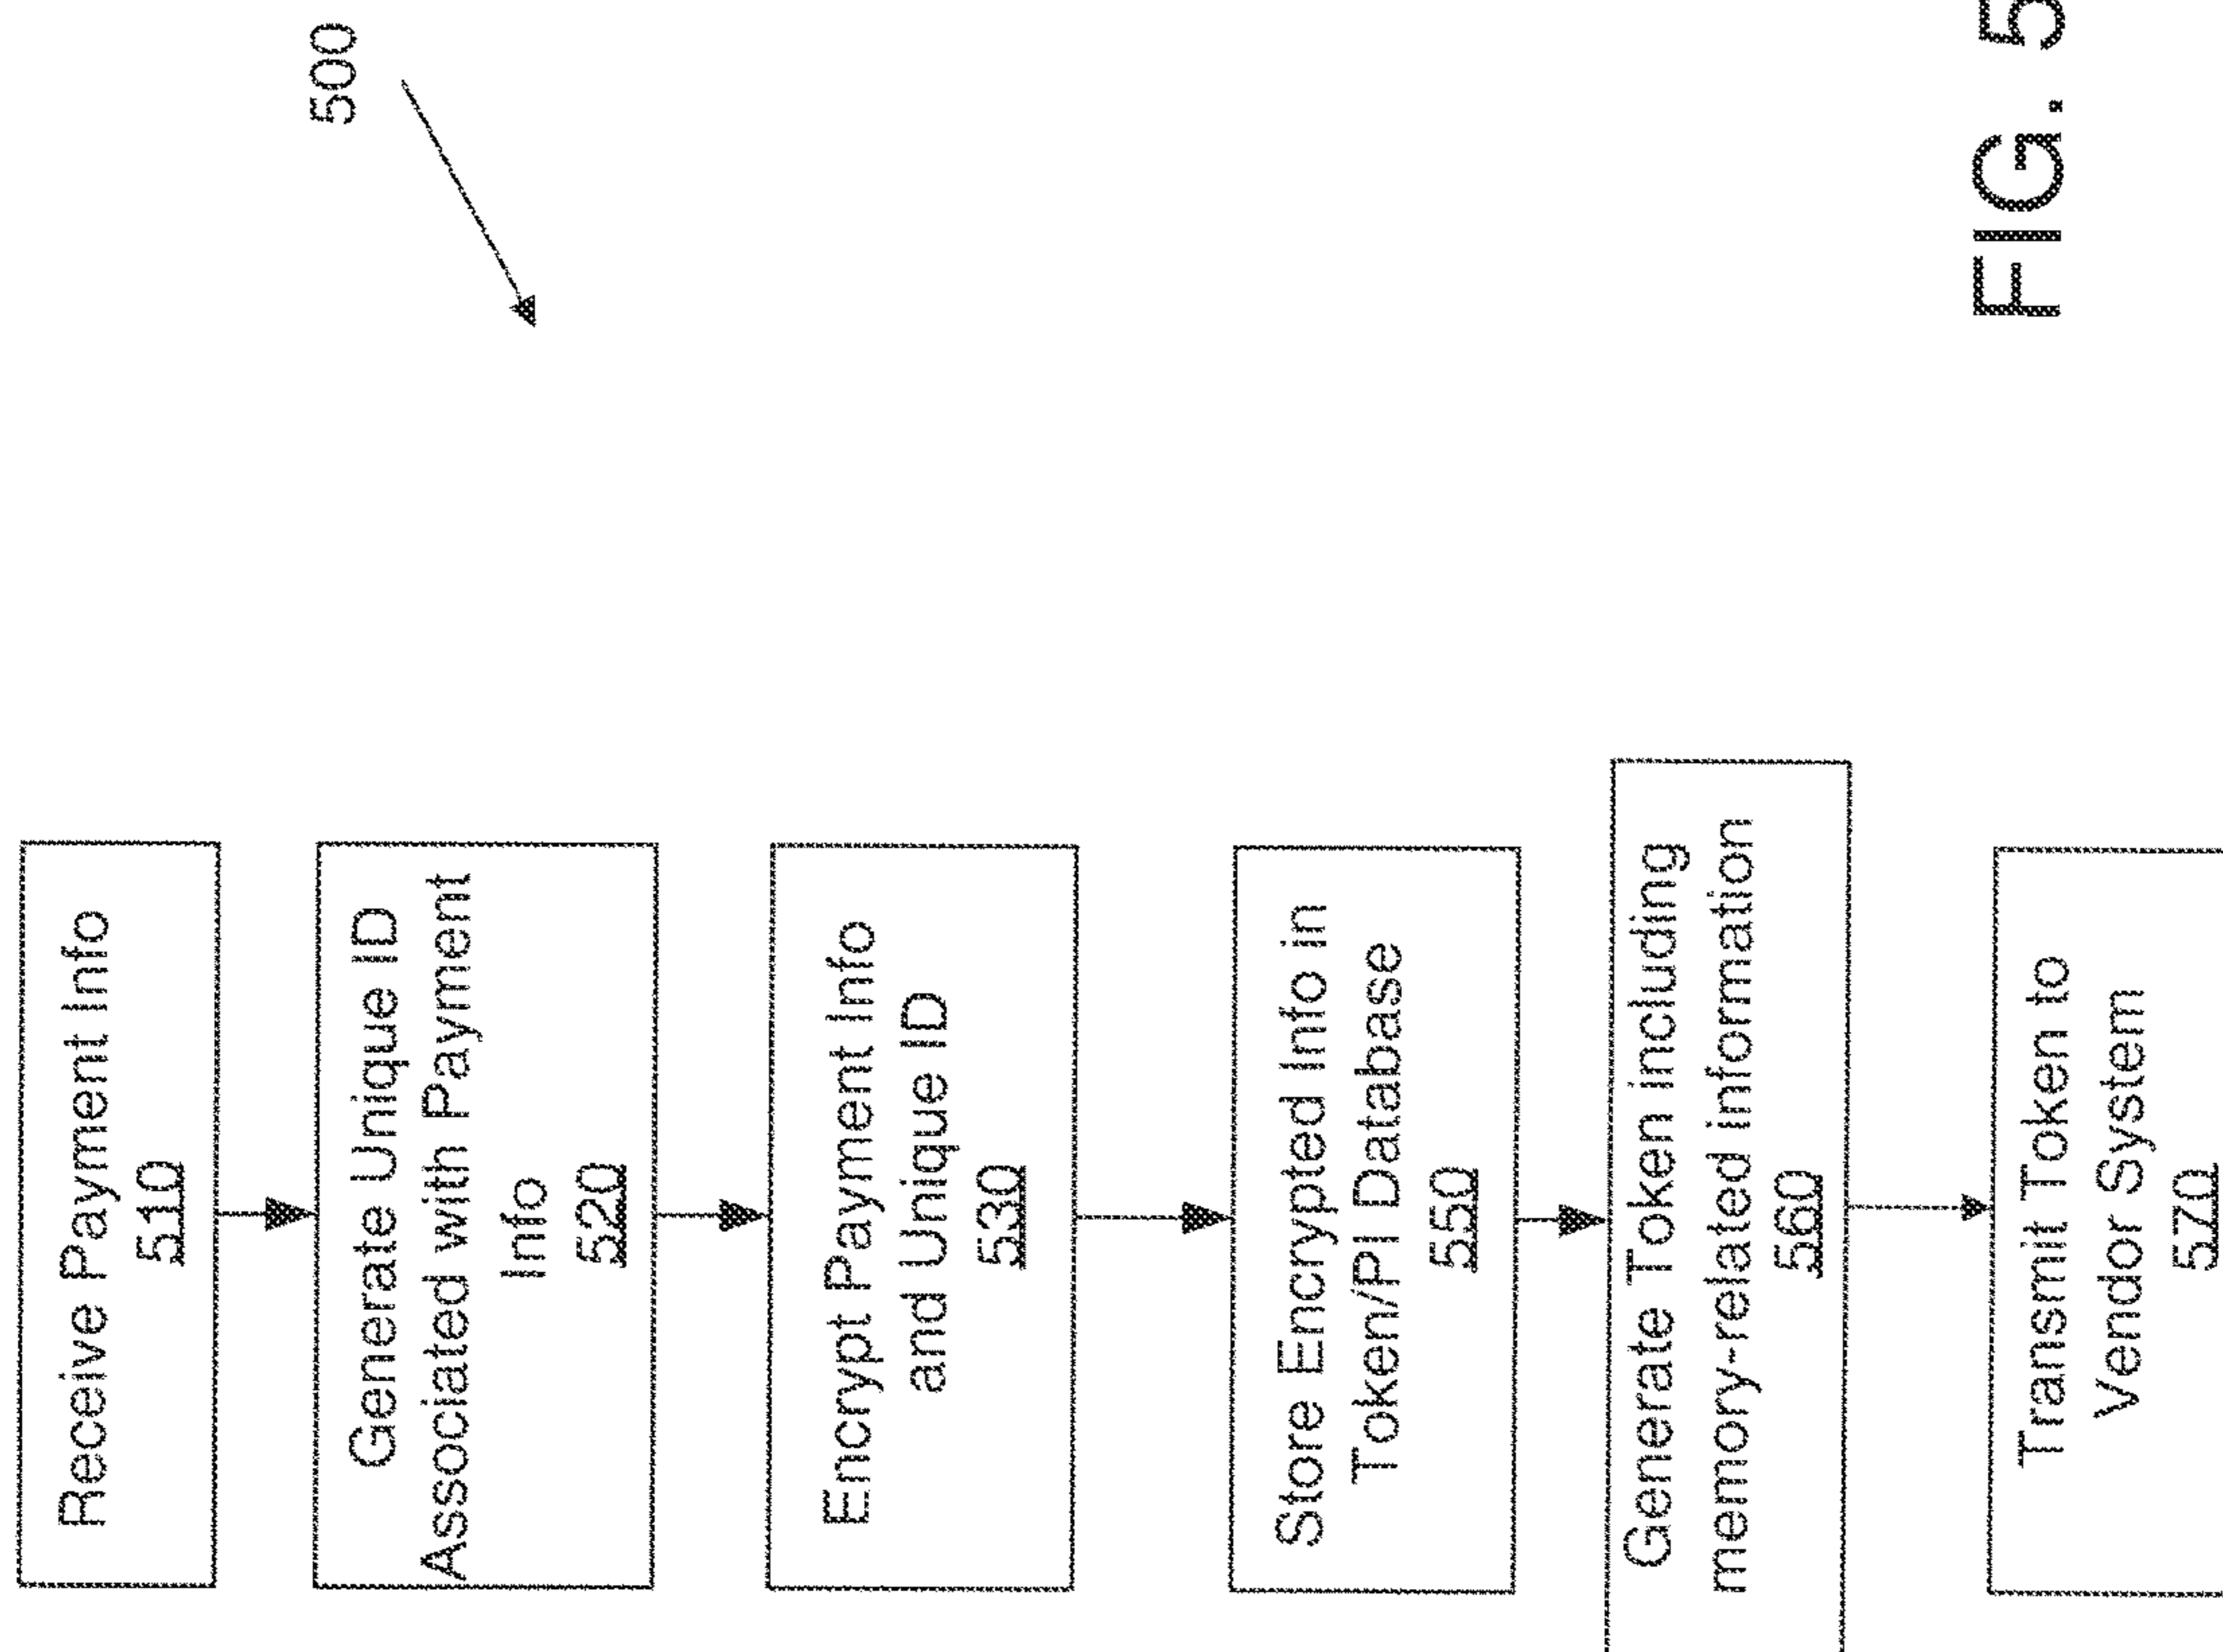 500
Receive Payment Info
510
Generate Unique ID
Associated with Payment
Info
520
Encrypt Payment Info
and Unique ID
530
Store Encrypted Info in
Token/PI Database
550
Generate Token including
memory-related information
560
Transmit Token to
Vendor System
570
FIG. 5